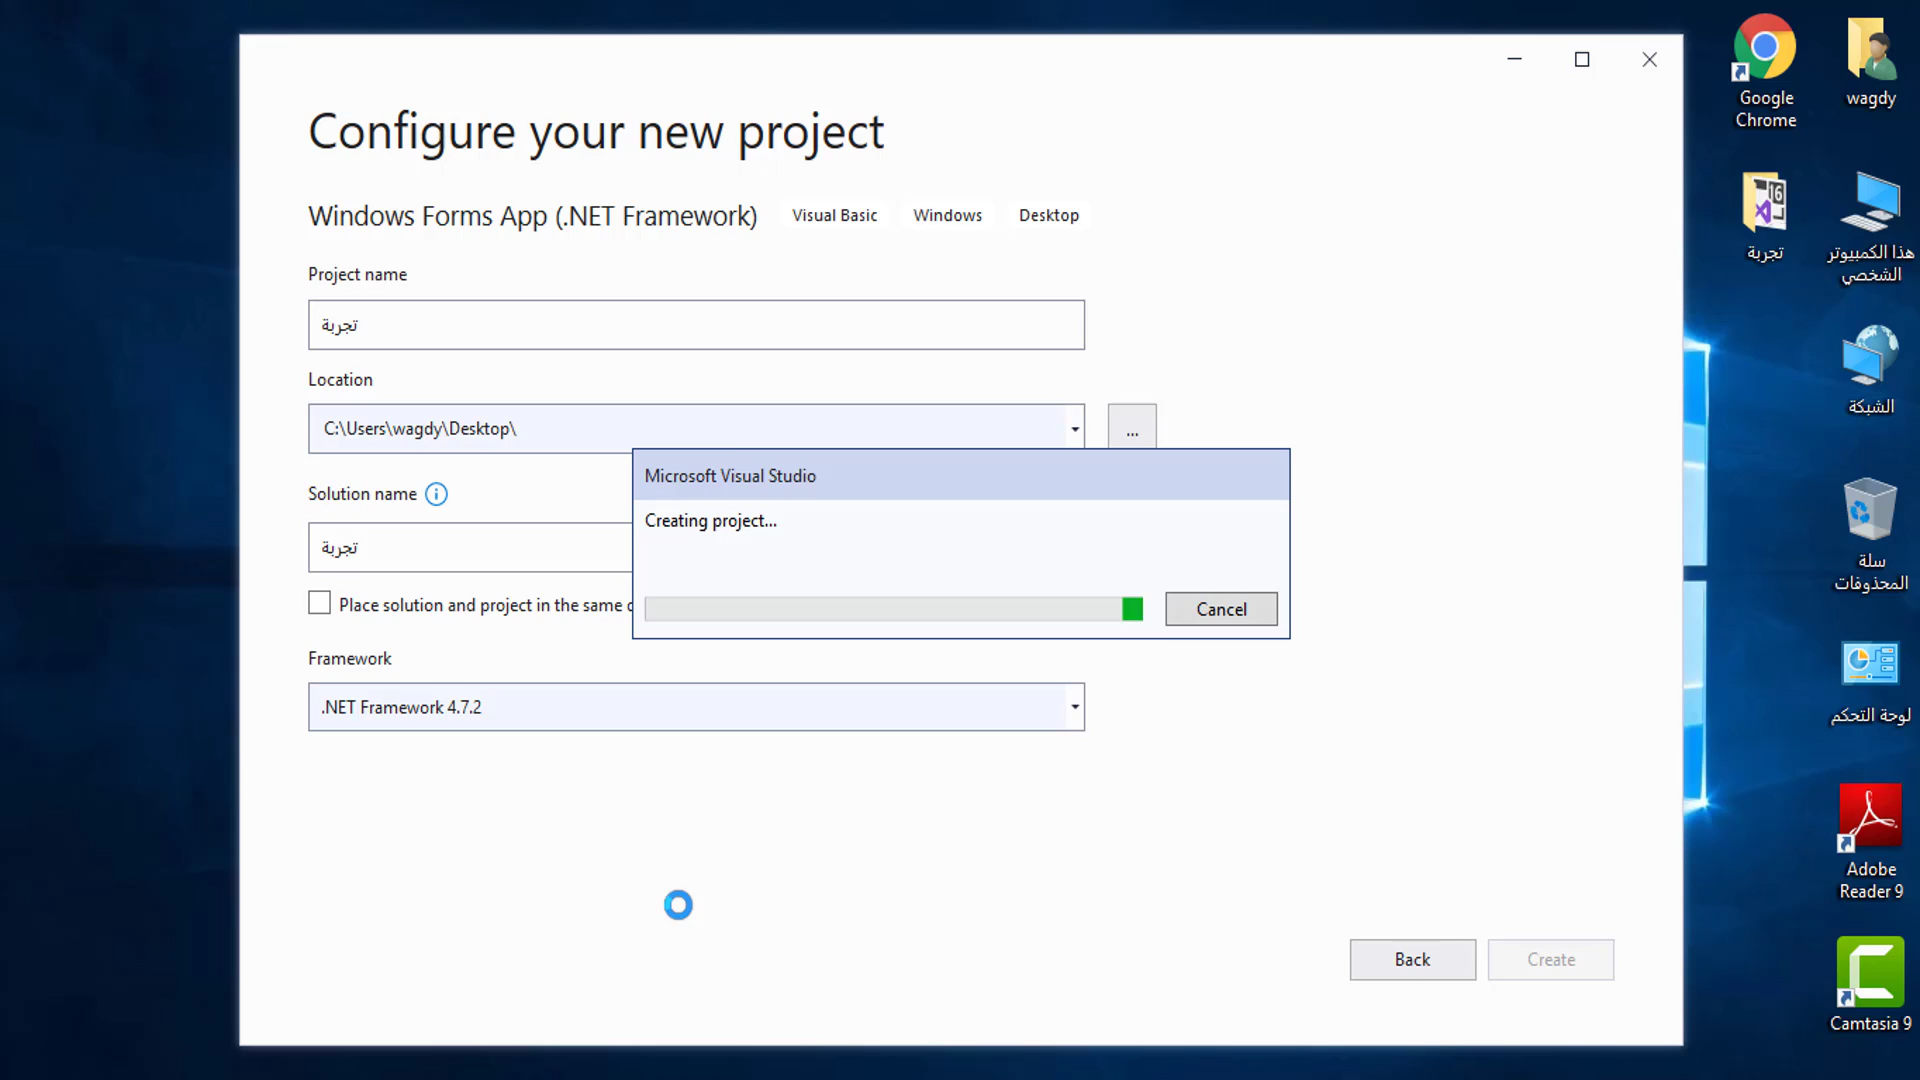 Configure your new project
Windows Forms App (.NET Framework) Visual Basic Windows Desktop
Project name
تجربة
Location
C:\Users\wagdy\Desktop\
...
Solution name
تجربة
Place solution and project in the same
Framework
.NET Framework 4.7.2
Microsoft Visual Studio
Creating project...
Cancel
Back
Create
Google
Chrome
wagdy
16
تجربة
هذا الكمبيوتر
الشخصي
الشبكة
سلة
المحذوفات
لوحة التحكم
Adobe
Reader 9
Camtasia 9